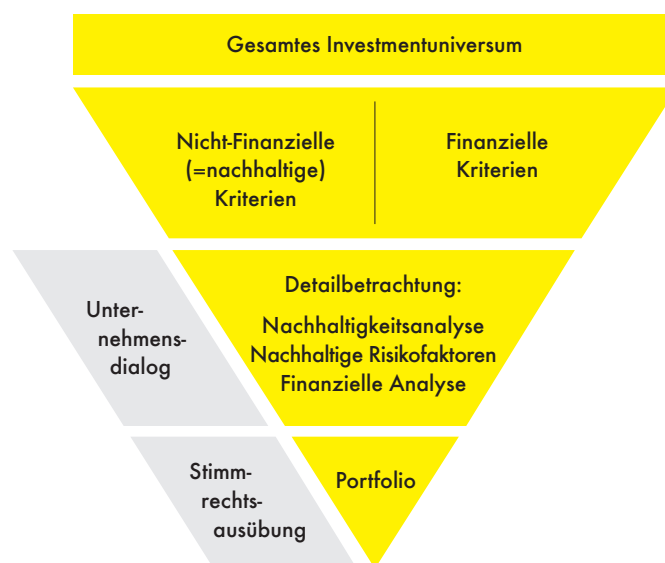 Gesamtes Investmentuniversum
Nicht-Finanzielle
(=nachhaltige)
Kriterien
Finanzielle
Kriterien
Unter-
nehmens-
dialog
Detailbetrachtung:
Nachhaltigkeitsanalyse
Nachhaltige Risikofaktoren
Finanzielle Analyse
Stimm-
rechts-
ausübung
Portfolio